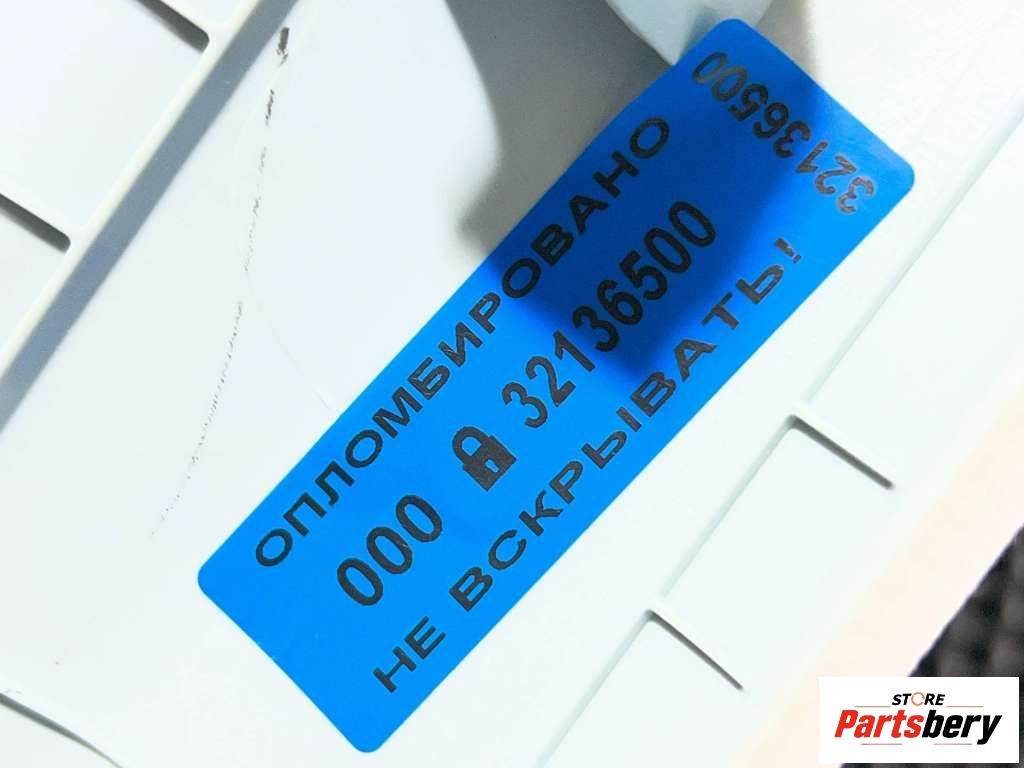 ОПЛОМБИРОВАНО
000 32136500
НЕ ВСКРЫВАТЬ!
32136500
STORE
Partsbery